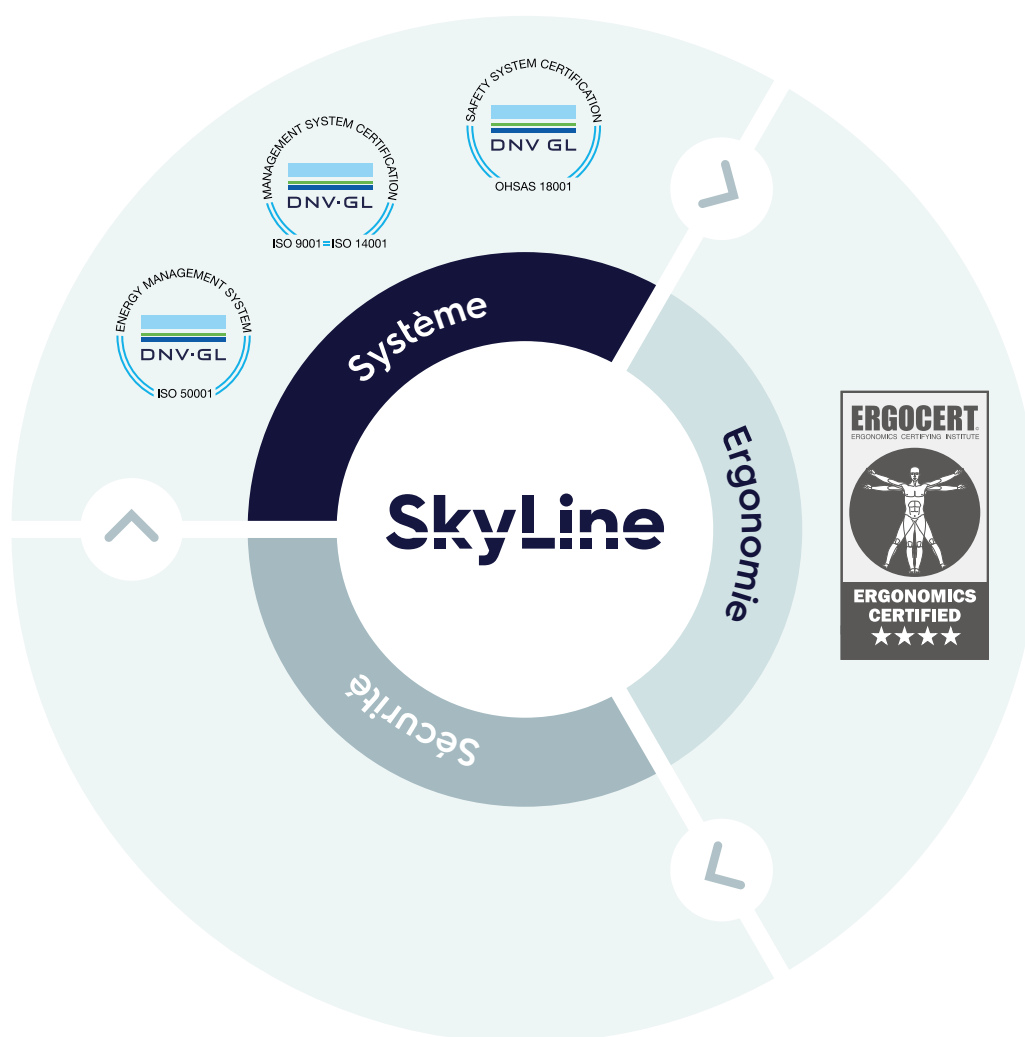 SAFETY SYSTEM CERTIFICATION
DNV GL
OHSAS 18001
MANAGEMENT SYSTEM CERTIFICATION
DNV·GL
ISO 9001=ISO 14001
ENERGY MANAGEMENT SYSTEM
DNV·GL
ISO 50001
Système
SkyLine
Ergonomie
Sécurité
ERGOCERT
ERGONOMICS CERTIFYING INSTITUTE
ERGONOMICS
CERTIFIED